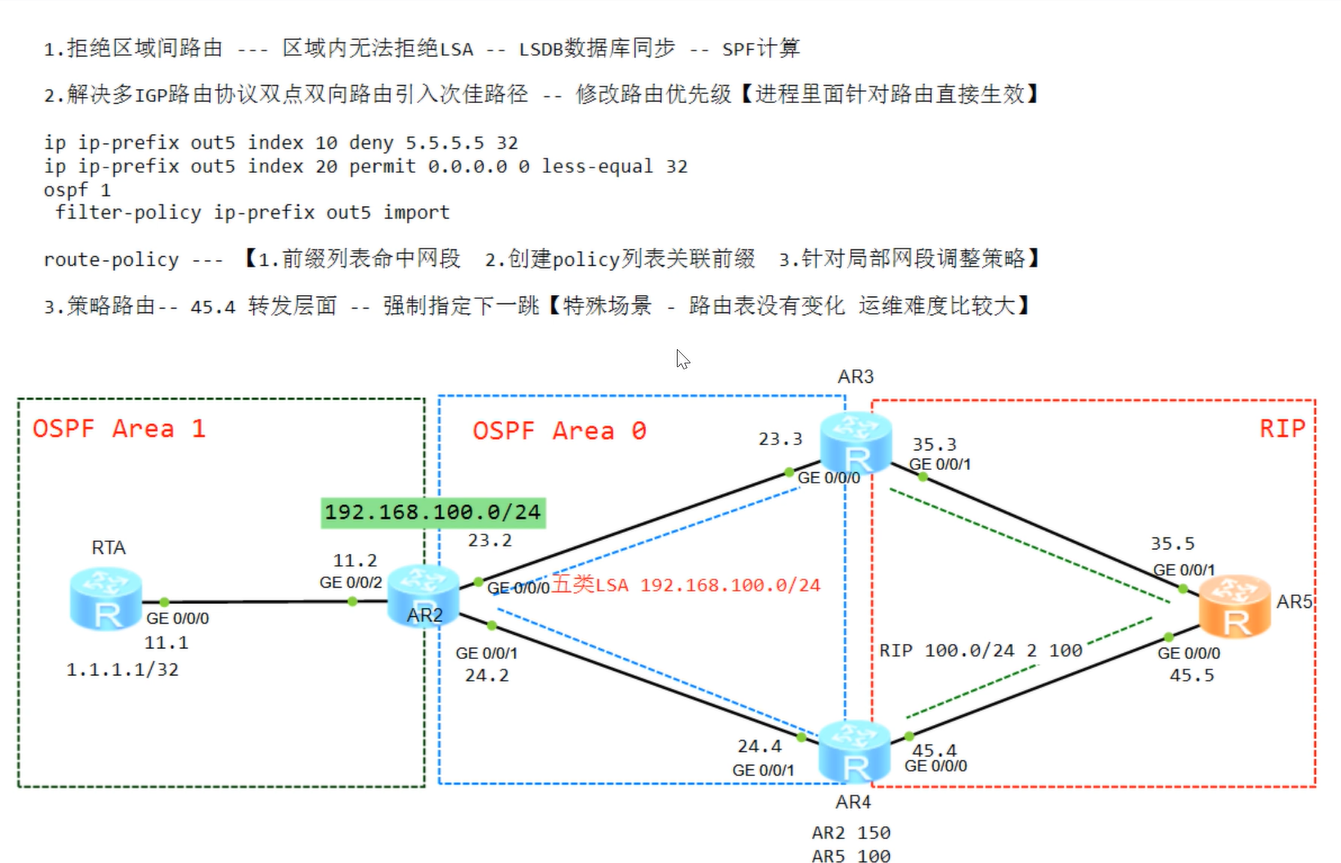 1.拒绝区域间路由 --- 区域内无法拒绝LSA -- LSDB数据库同步 -- SPF计算
2.解决多IGP路由协议双点双向路由引入次佳路径 -- 修改路由优先级【进程里面针对路由直接生效】
ip ip-prefix out5 index 10 deny 5.5.5.5 32
ip ip-prefix out5 index 20 permit 0.0.0.0 0 less-equal 32
ospf 1
filter-policy ip-prefix out5 import
route-policy --- 【1.前缀列表命中网段 2.创建policy列表关联前缀 3.针对局部网段调整策略】
3.策略路由-- 45.4 转发层面 -- 强制指定下一跳【特殊场景 - 路由表没有变化 运维难度比较大】
AR3
OSPF Area 1
OSPF Area 0
RIP
23.3
35.3
GE 0/0/1
GE 0/0/0
R
192.168.100.0/24
23.2
RTA
11.2
35.5
GE 0/0/2
GE 0/0/1
GE 0/0/0
五类LSA 192.168.100.0/24
R
R
AR2
R
AR5
GE 0/0/0
11.1
1.1.1.1/32
GE 0/0/1
24.2
RIP 100.0/24 2 100
GE 0/0/0
45.5
24.4
GE 0/0/1
R
45.4
GE 0/0/0
AR4
AR2 150
AR5 100